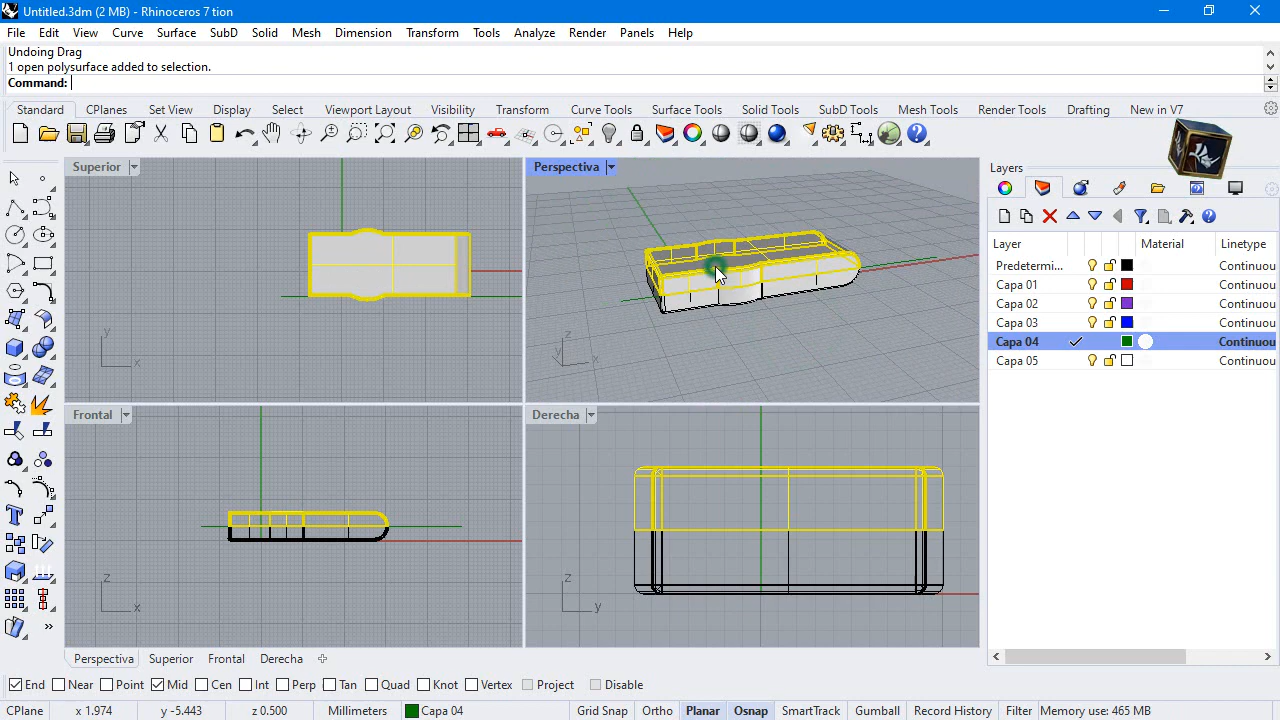 Untitled.3dm (2 MB) - Rhinoceros 7 tion
File Edit View Curve Surface SubD Solid Mesh Dimension Transform Tools Analyze Render Panels Help
Undoing Drag
1 open polysurface added to selection.
Command:
Standard CPlanes Set View Display Select Viewport Layout Visibility Transform Curve Tools Surface Tools Solid Tools SubD Tools Mesh Tools Render Tools Drafting New in V7
Superior
y
x
Perspectiva
z
y
x
Frontal
z
x
Derecha
z
y
Layers
Layer Material Linetype
Predetermi... Continuou
Capa 01 Continuou
Capa 02 Continuou
Capa 03 Continuou
Capa 04 Continuou
Capa 05 Continuou
Perspectiva Superior Frontal Derecha
End Near Point Mid Cen Int Perp Tan Quad Knot Vertex Project Disable
CPlane x 1.974 y -5.443 z 0.500 Millimeters Capa 04 Grid Snap Ortho Planar Osnap SmartTrack Gumball Record History Filter Memory use: 465 MB